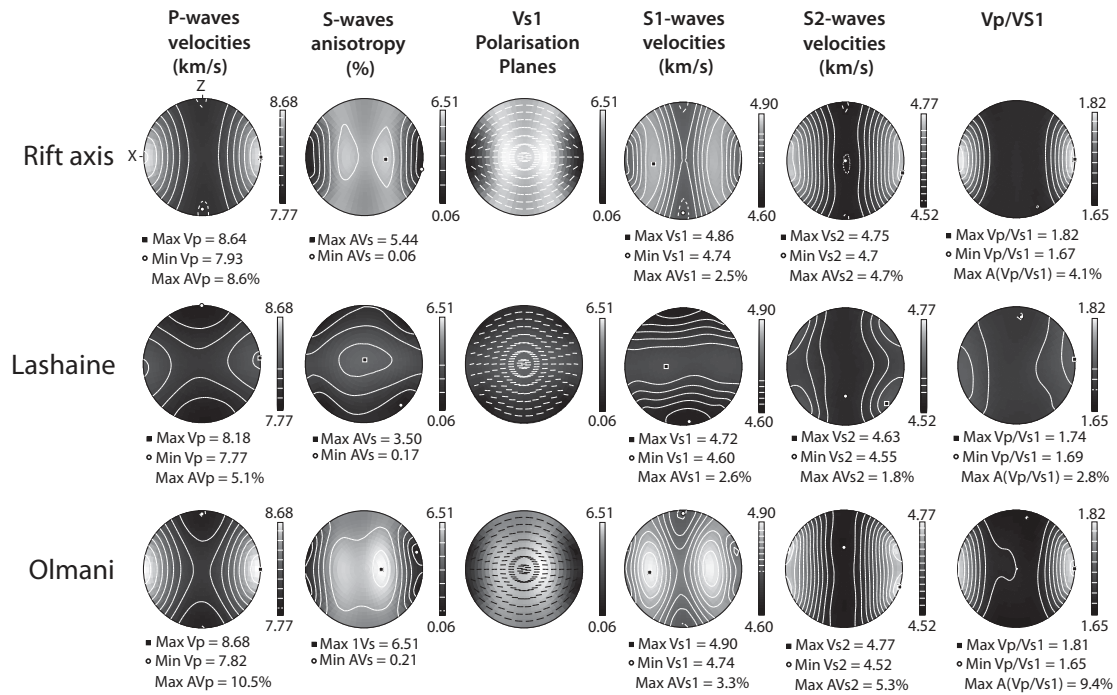 P-waves velocities (km/s)
S-waves anisotropy (%)
Vs1 Polarisation Planes
S1-waves velocities (km/s)
S2-waves velocities (km/s)
Vp/VS1
Rift axis
Z
X
8.68
7.77
6.51
0.06
6.51
0.06
4.90
4.60
4.77
4.52
1.82
1.65
Max Vp = 8.64
Min Vp = 7.93
Max AVp = 8.6%
Max AVs = 5.44
Min AVs = 0.06
Max Vs1 = 4.86
Min Vs1 = 4.74
Max AVs1 = 2.5%
Max Vs2 = 4.75
Min Vs2 = 4.7
Max AVs2 = 4.7%
Max Vp/Vs1 = 1.82
Min Vp/Vs1 = 1.67
Max A(Vp/Vs1) = 4.1%
Lashaine
8.68
7.77
6.51
0.06
6.51
0.06
4.90
4.60
4.77
4.52
1.82
1.65
Max Vp = 8.18
Min Vp = 7.77
Max AVp = 5.1%
Max AVs = 3.50
Min AVs = 0.17
Max Vs1 = 4.72
Min Vs1 = 4.60
Max AVs1 = 2.6%
Max Vs2 = 4.63
Min Vs2 = 4.55
Max AVs2 = 1.8%
Max Vp/Vs1 = 1.74
Min Vp/Vs1 = 1.69
Max A(Vp/Vs1) = 2.8%
Olmani
8.68
7.77
6.51
0.06
6.51
0.06
4.90
4.60
4.77
4.52
1.82
1.65
Max Vp = 8.68
Min Vp = 7.82
Max AVp = 10.5%
Max 1Vs = 6.51
Min AVs = 0.21
Max Vs1 = 4.90
Min Vs1 = 4.74
Max AVs1 = 3.3%
Max Vs2 = 4.77
Min Vs2 = 4.52
Max AVs2 = 5.3%
Max Vp/Vs1 = 1.81
Min Vp/Vs1 = 1.65
Max A(Vp/Vs1) = 9.4%